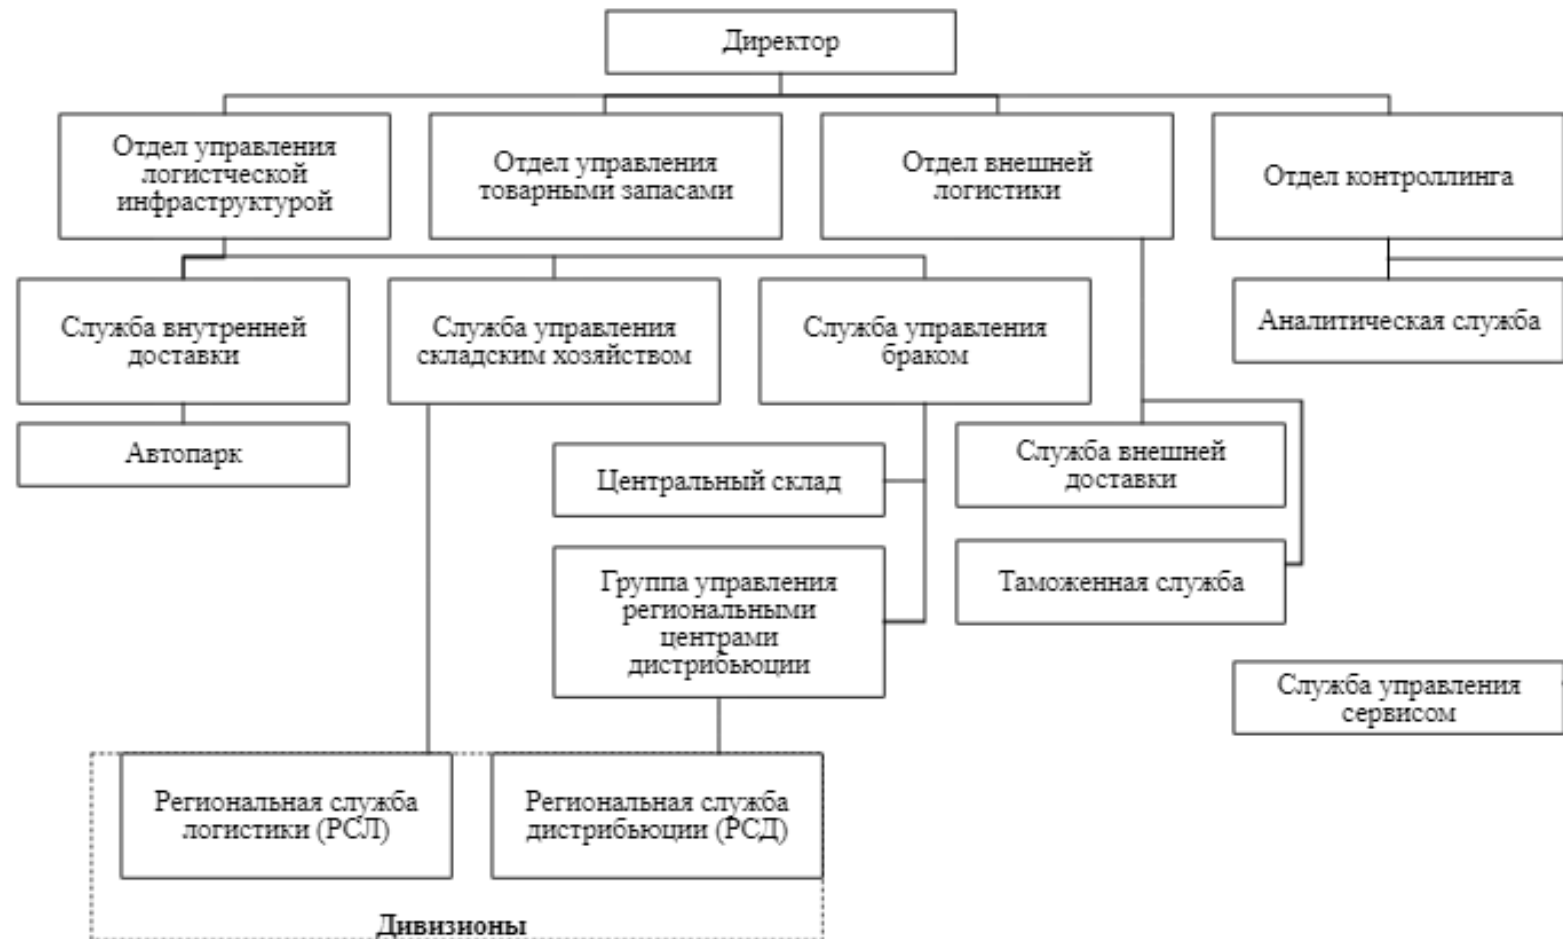 Директор
Отдел управления
логистческой
инфраструктурой
Отдел управления
товарными запасами
Отдел внешней
логистики
Отдел контроллинга
Служба внутренней
доставки
Служба управления
складским хозяйством
Служба управления
браком
Аналитическая служба
Автопарк
Центральный склад
Служба внешней
доставки
Группа управления
региональными
центрами
дистрибьюции
Таможенная служба
Служба управления
сервисом
Региональная служба
логистики (РСЛ)
Региональная служба
дистрибьюции (РСД)
Дивизионы